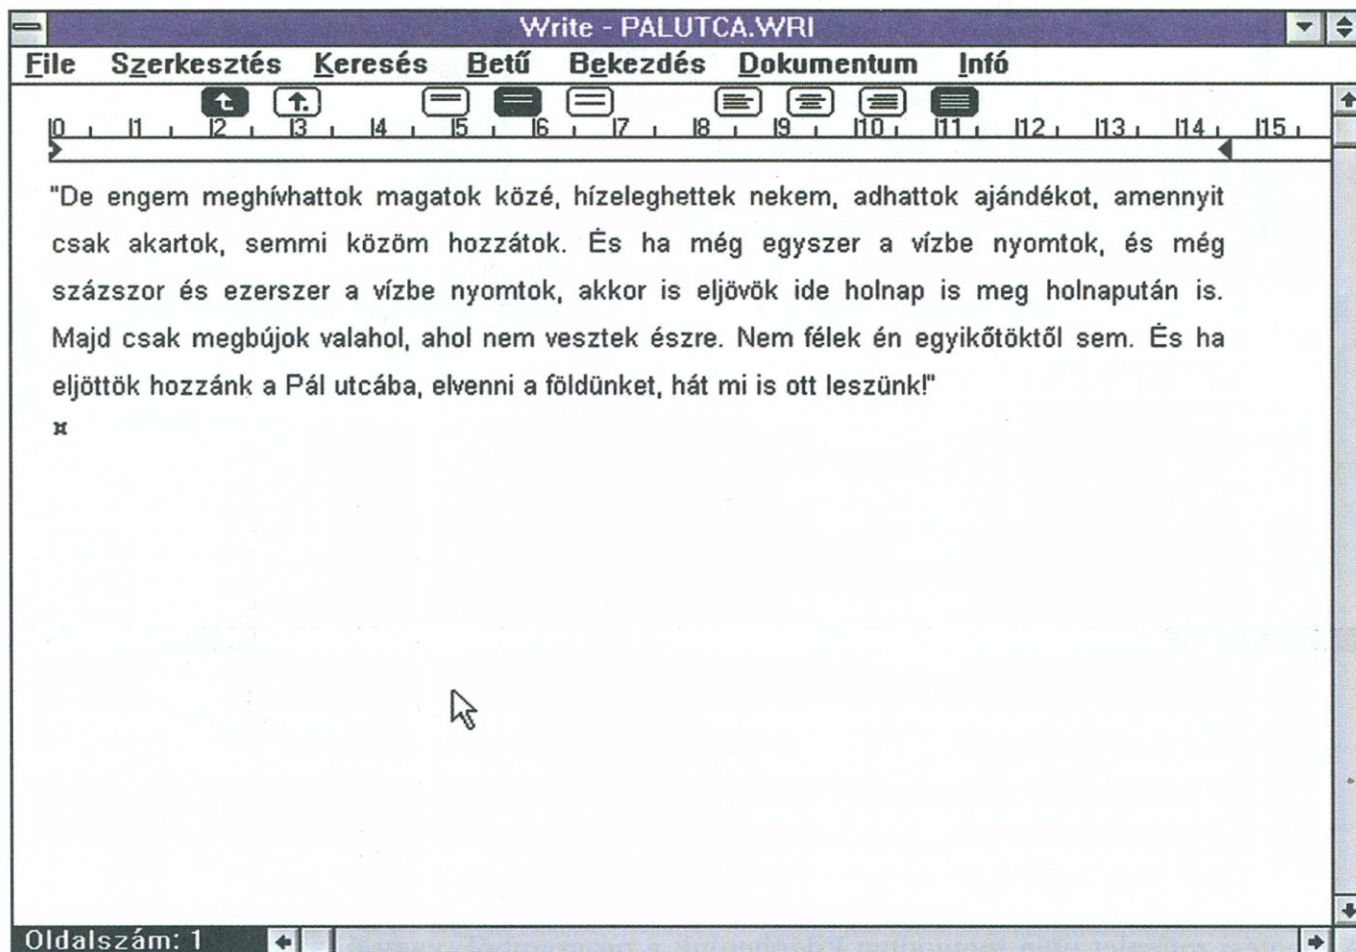 Write - PALUTCA.WRI
File Szerkesztés Keresés Betű Bekezdés Dokumentum Infó
0 1 2 3 4 5 6 7 8 9 10 11 12 13 14 15
"De engem meghívhattok magatok közé, hízeleghettek nekem, adhattok ajándékot, amennyit
csak akartok, semmi közöm hozzátok. És ha még egyszer a vízbe nyomtok, és még
százszor és ezerszer a vízbe nyomtok, akkor is eljövök ide holnap is meg holnapután is.
Majd csak megbújok valahol, ahol nem vesztek észre. Nem félek én egyikőtöktől sem. És ha
eljöttök hozzánk a Pál utcába, elvenni a földünket, hát mi is ott leszünk!"
¤
Oldalszám: 1